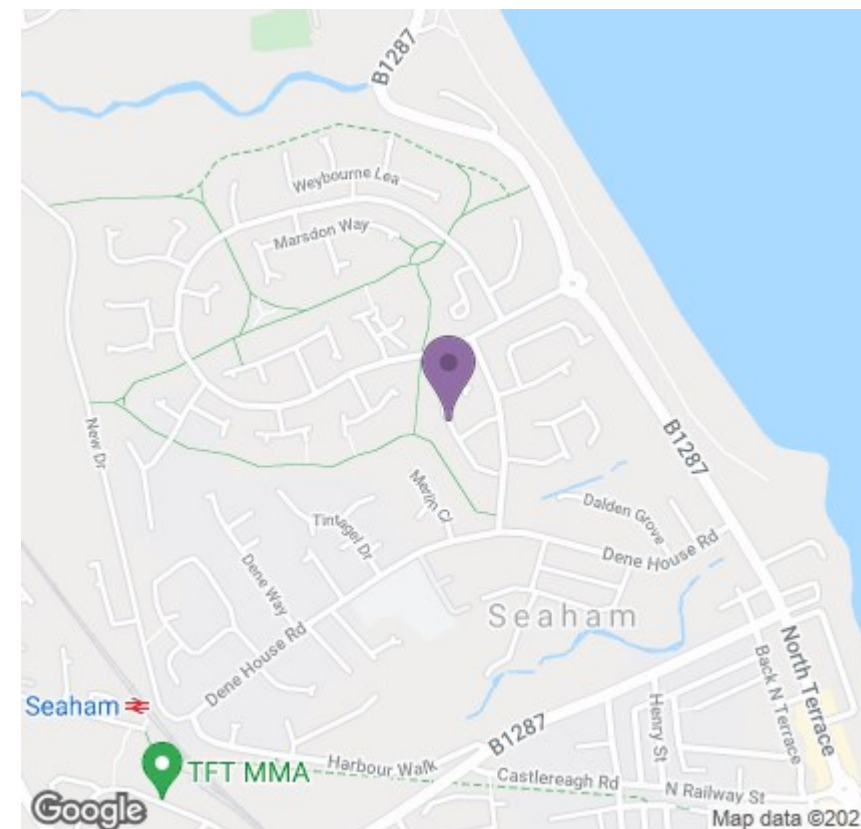 B1287
Weybourne Lea
Marsdon Way
New Dr
B1287
Merlin Cl
Dalden Grove
Tintagel Dr
Dene House Rd
Dene Way
Seaham
Dene House Rd
North Terrace
Back N Terrace
Seaham
Henry St
B1287
TFT MMA
Harbour Walk
Castlereagh Rd
N Railway St
Google
Map data ©202